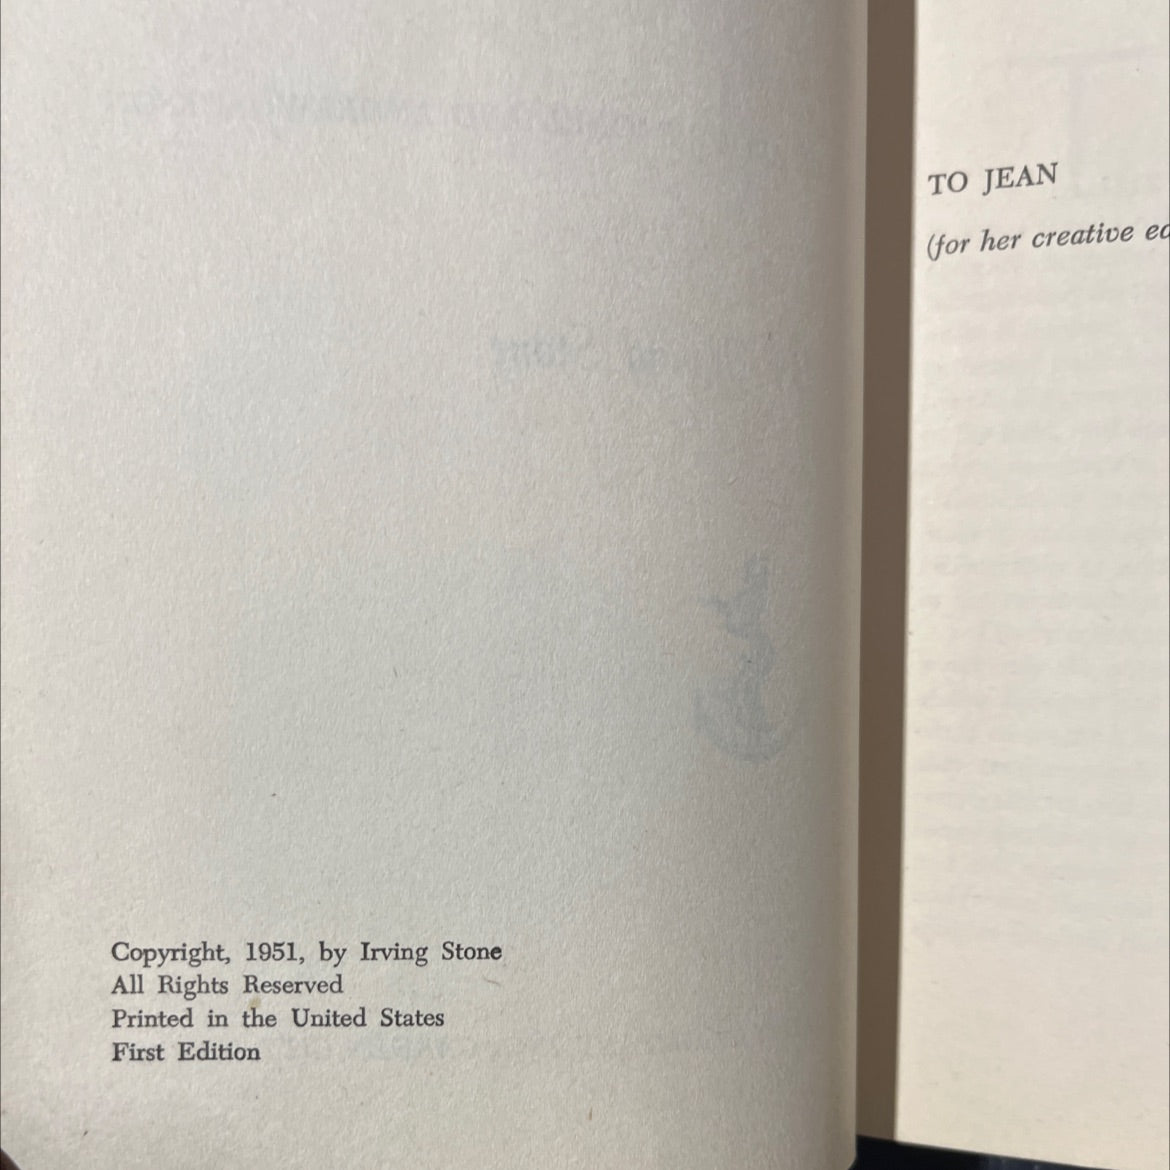 Copyright, 1951, by Irving Stone
All Rights Reserved
Printed in the United States
First Edition
TO JEAN
(for her creative